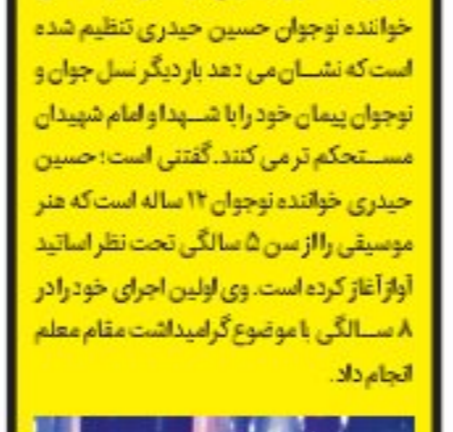 خواننده نوجوان حسین حیدری تنظیم شده
است که نشان می دهد بار دیگر نسل جوان و
نوجوان پیمان خود را با شهدا و امام شهیدان
مستحکم تر می کنند. گفتنی است؛ حسین
حیدری خواننده نوجوان ۱۲ ساله است که هنر
موسیقی را از سن ۵ سالگی تحت نظر اساتید
آواز آغاز کرده است. وی اولین اجرای خود را در
۸ سالگی با موضوع گرامیداشت مقام معلم
انجام داد.